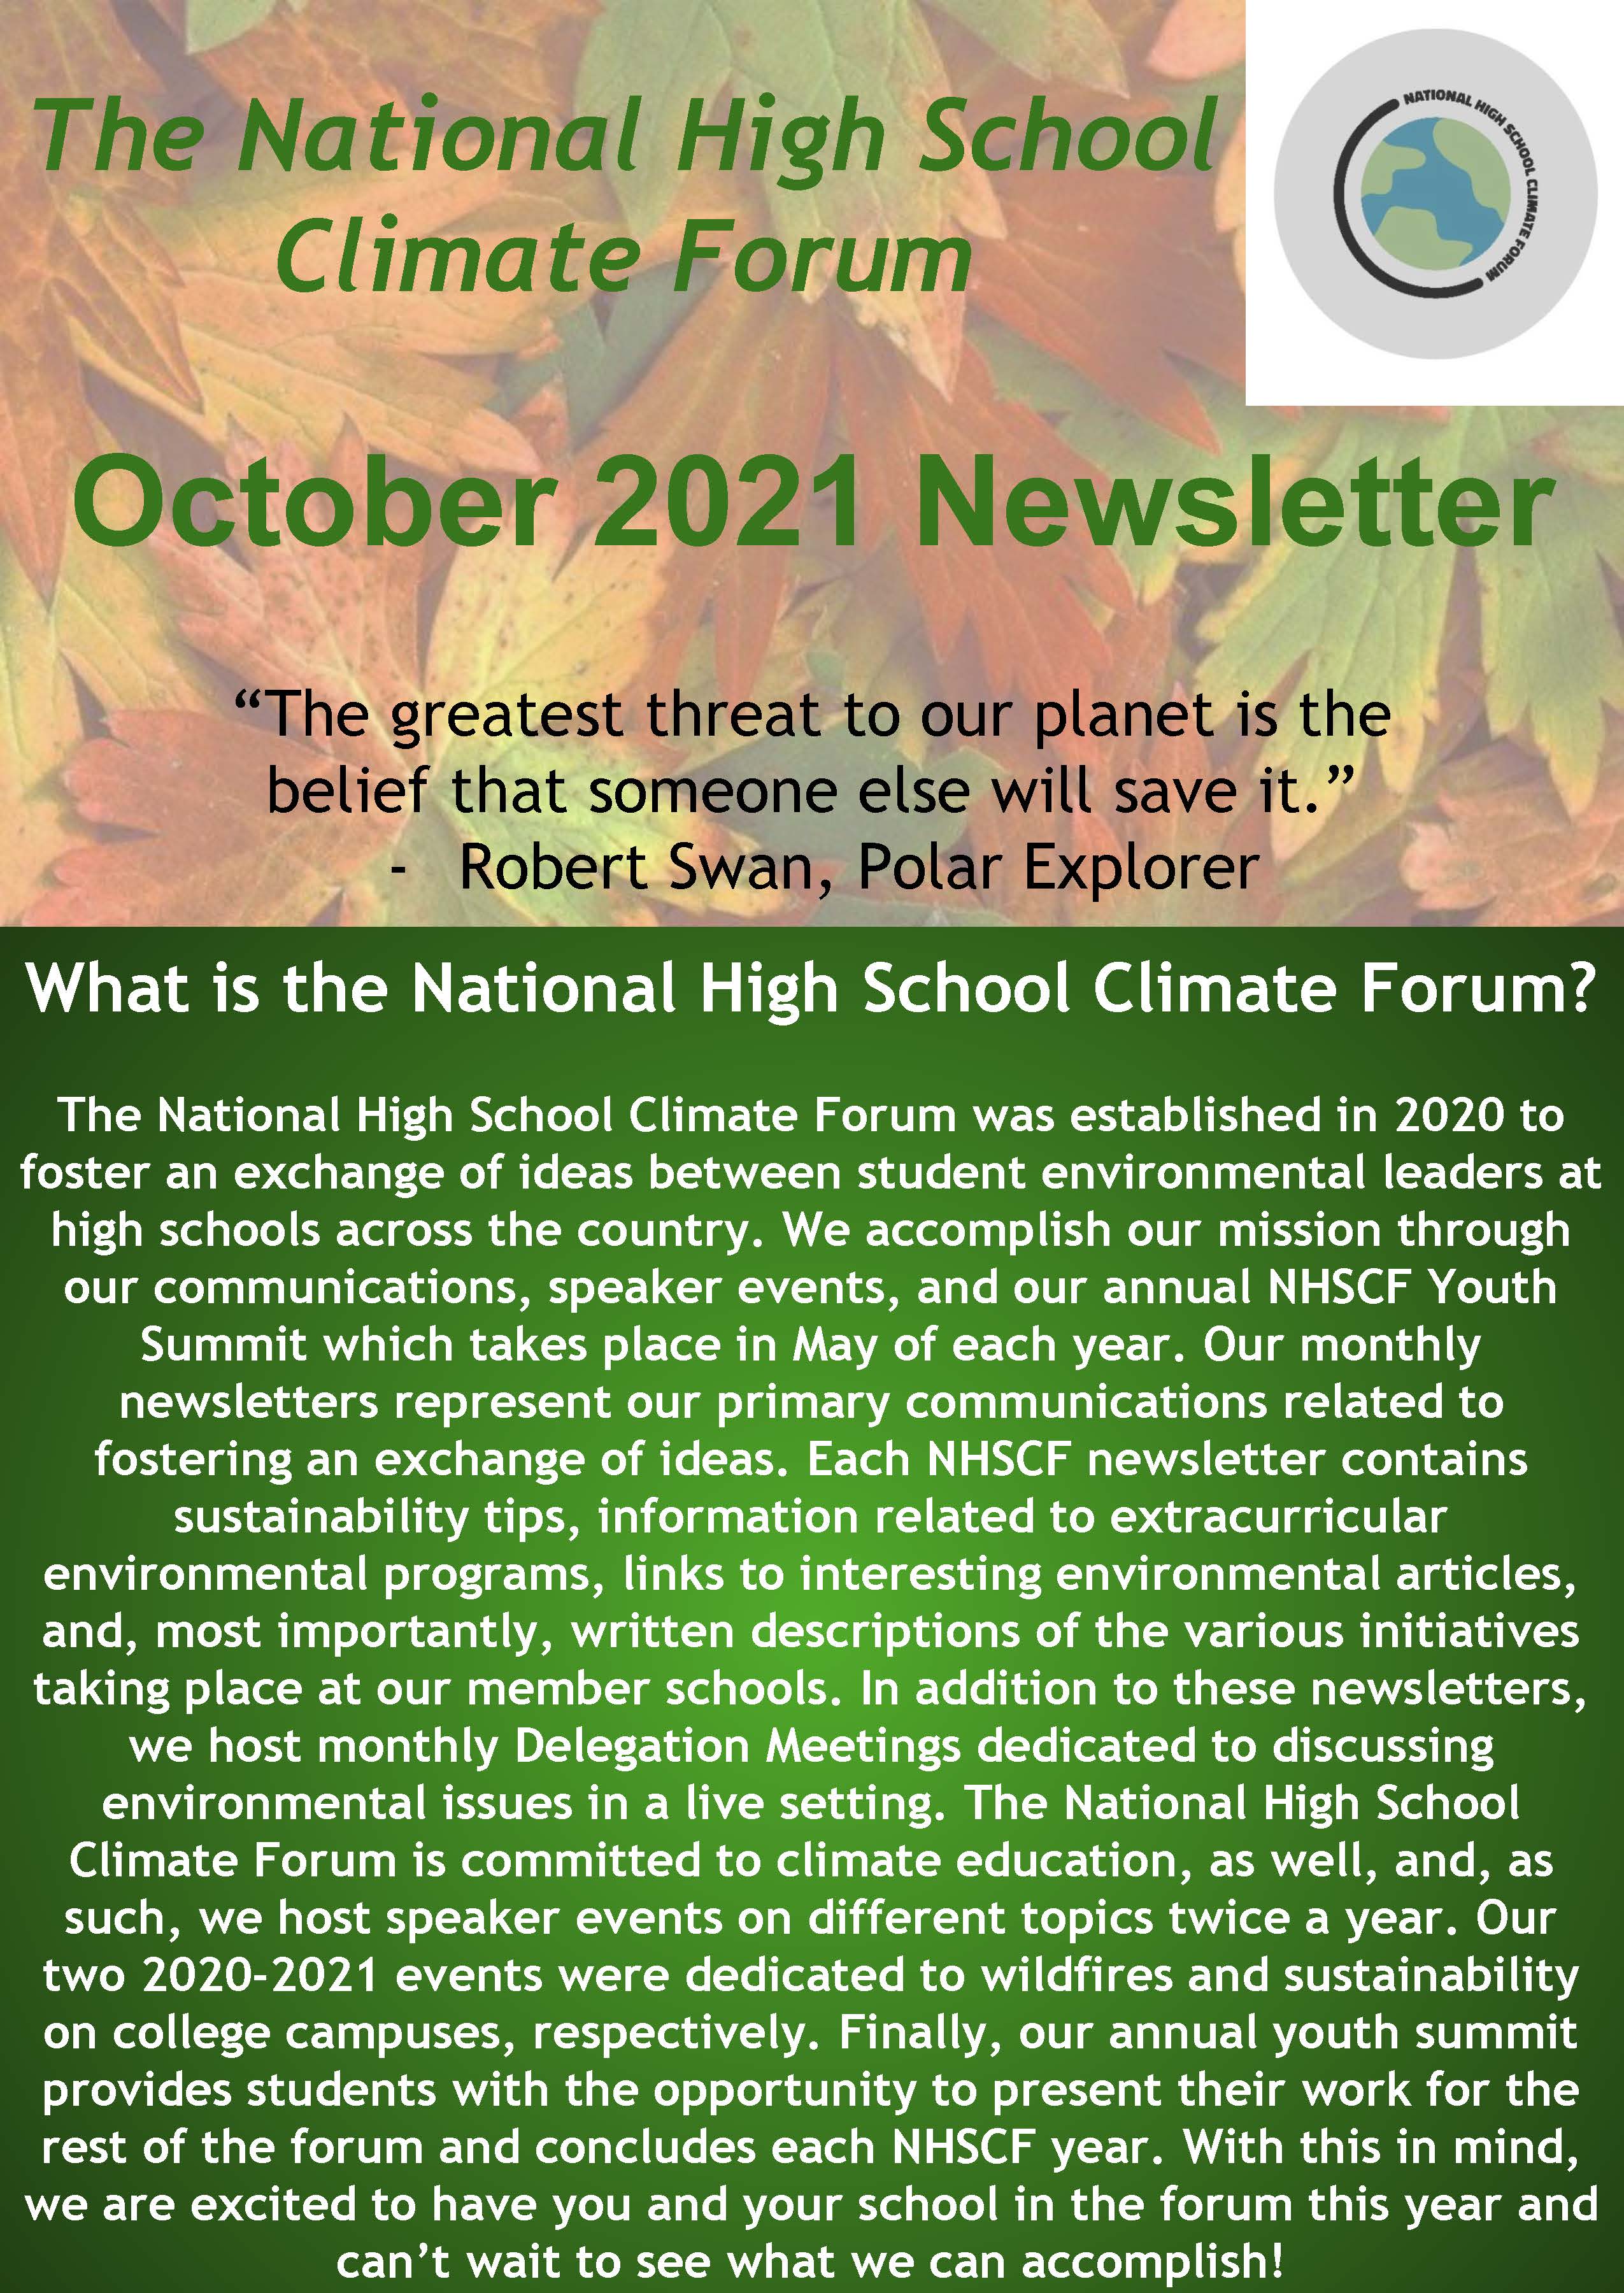 The National High School
Climate Forum
NATIONAL HIGH SCHOOL CLIMATE FORUM
October 2021 Newsletter
“The greatest threat to our planet is the
belief that someone else will save it.”
- Robert Swan, Polar Explorer
What is the National High School Climate Forum?
The National High School Climate Forum was established in 2020 to
foster an exchange of ideas between student environmental leaders at
high schools across the country. We accomplish our mission through
our communications, speaker events, and our annual NHSCF Youth
Summit which takes place in May of each year. Our monthly
newsletters represent our primary communications related to
fostering an exchange of ideas. Each NHSCF newsletter contains
sustainability tips, information related to extracurricular
environmental programs, links to interesting environmental articles,
and, most importantly, written descriptions of the various initiatives
taking place at our member schools. In addition to these newsletters,
we host monthly Delegation Meetings dedicated to discussing
environmental issues in a live setting. The National High School
Climate Forum is committed to climate education, as well, and, as
such, we host speaker events on different topics twice a year. Our
two 2020-2021 events were dedicated to wildfires and sustainability
on college campuses, respectively. Finally, our annual youth summit
provides students with the opportunity to present their work for the
rest of the forum and concludes each NHSCF year. With this in mind,
we are excited to have you and your school in the forum this year and
can’t wait to see what we can accomplish!